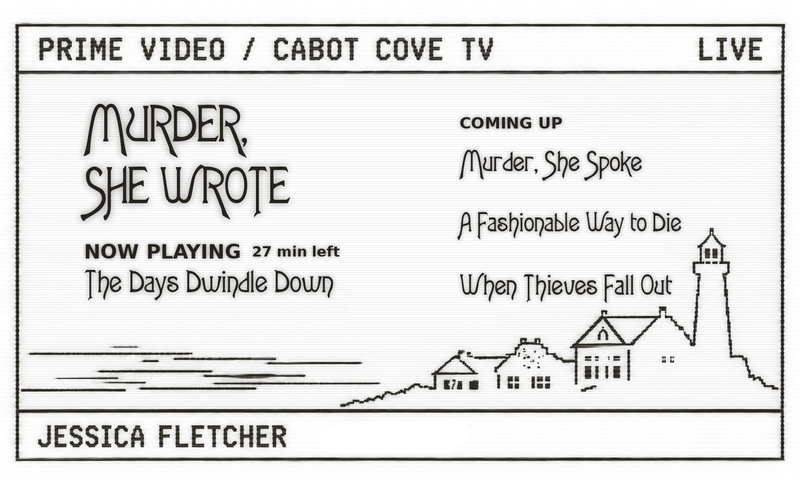 PRIME VIDEO / CABOT COVE TV
LIVE
MURDER,
SHE WROTE
NOW PLAYING 27 min left
The Days Dwindle Down
COMING UP
Murder, She Spoke
A Fashionable Way to Die
When Thieves Fall Out
JESSICA FLETCHER